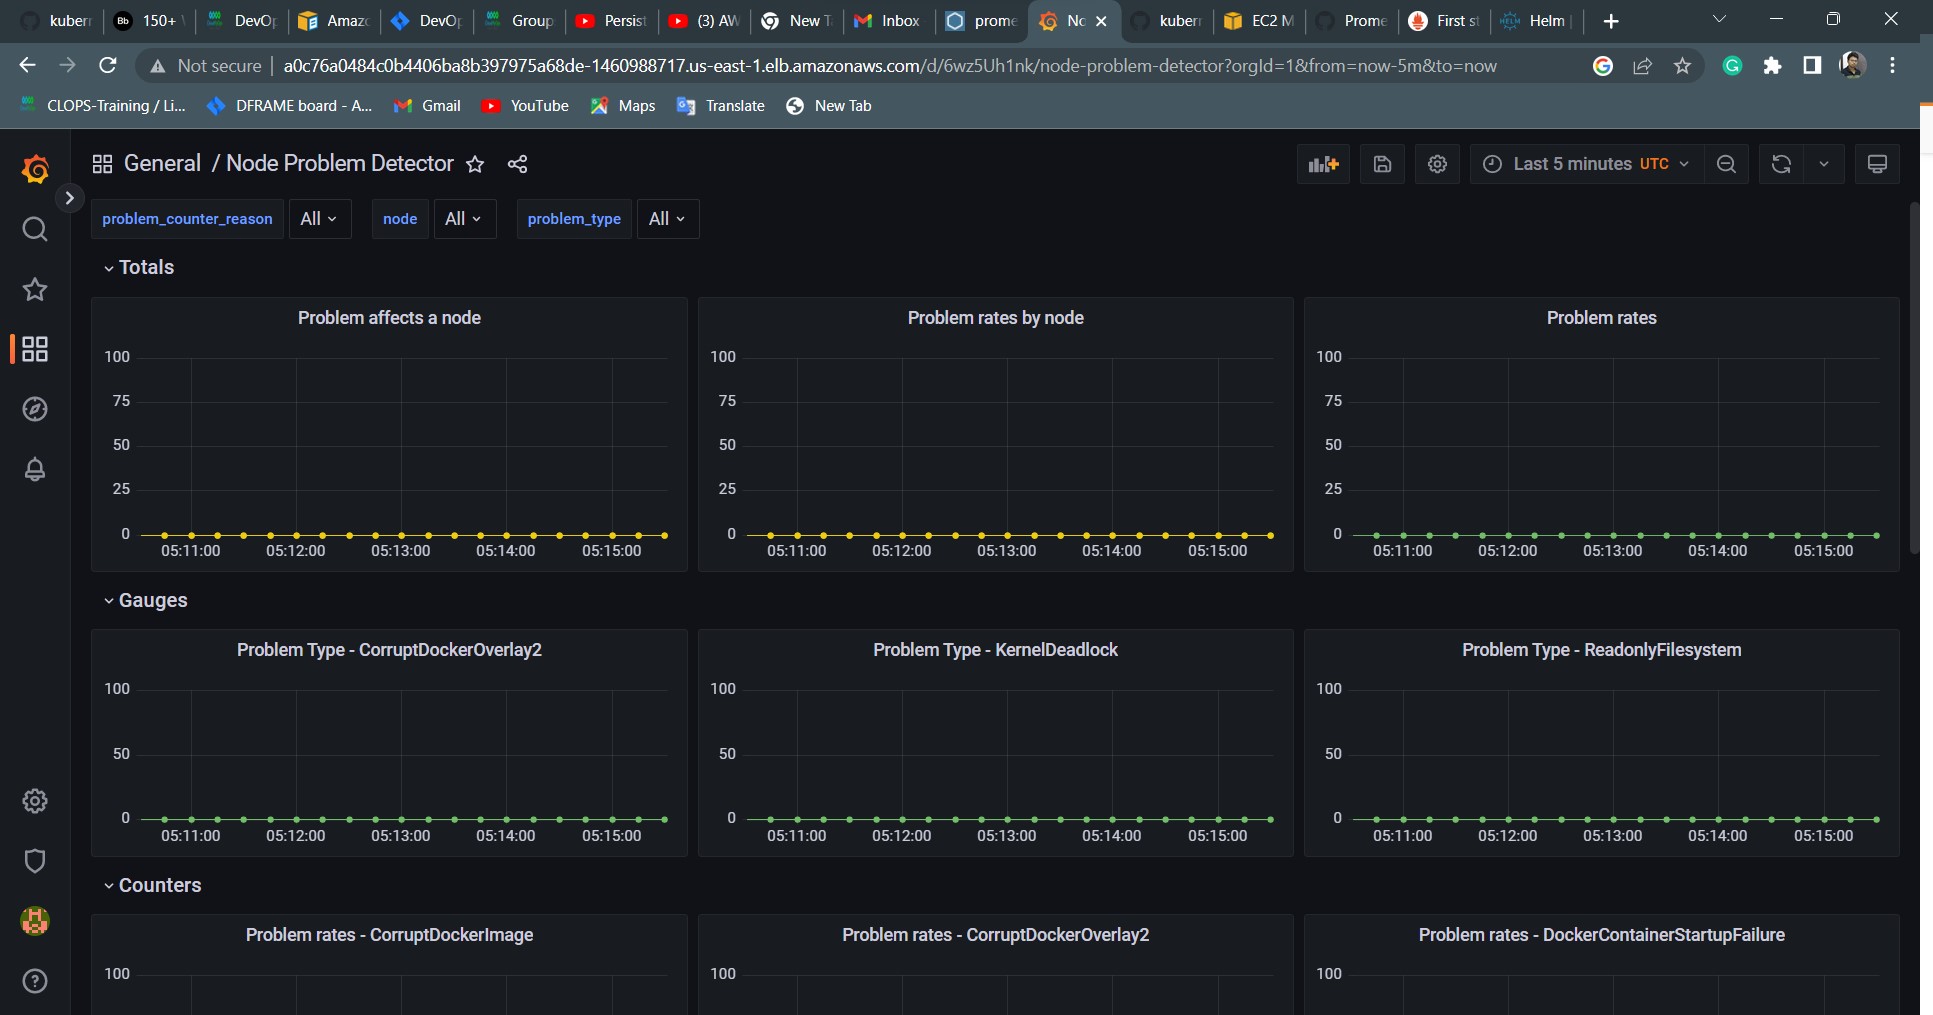 kuberr
150+
DevOp
Amazo
DevOp
Group
Persist
(3) AW
New T
Inbox
prome
No
kuberr
EC2 M
Prome
First st
Helm
Not secure
a0c76a0484c0b4406ba8b397975a68de-1460988717.us-east-1.elb.amazonaws.com/d/6wz5Uh1nk/node-problem-detector?orgId=1&from=now-5m&to=now
CLOPS-Training / Li...
DFRAME board - A...
Gmail
YouTube
Maps
Translate
New Tab
General / Node Problem Detector
Last 5 minutes UTC
problem_counter_reason All
node All
problem_type All
Totals
Problem affects a node
100
75
50
25
0
05:11:00 05:12:00 05:13:00 05:14:00 05:15:00
Problem rates by node
100
75
50
25
0
05:11:00 05:12:00 05:13:00 05:14:00 05:15:00
Problem rates
100
75
50
25
0
05:11:00 05:12:00 05:13:00 05:14:00 05:15:00
Gauges
Problem Type - CorruptDockerOverlay2
100
50
0
05:11:00 05:12:00 05:13:00 05:14:00 05:15:00
Problem Type - KernelDeadlock
100
50
0
05:11:00 05:12:00 05:13:00 05:14:00 05:15:00
Problem Type - ReadonlyFilesystem
100
50
0
05:11:00 05:12:00 05:13:00 05:14:00 05:15:00
Counters
Problem rates - CorruptDockerImage
100
Problem rates - CorruptDockerOverlay2
100
Problem rates - DockerContainerStartupFailure
100